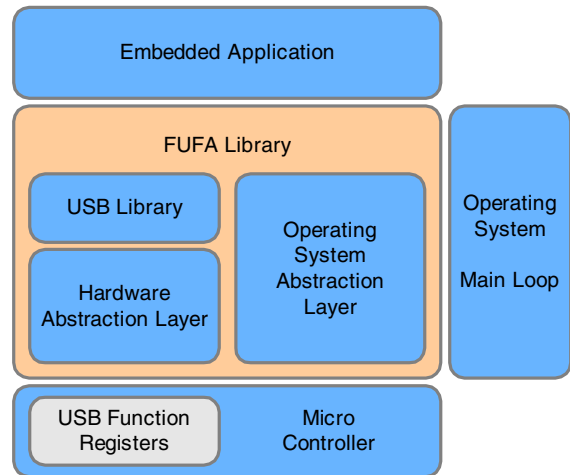 Embedded Application
FUFA Library
USB Library
Hardware
Abstraction Layer
Operating
System
Abstraction
Layer
Operating
System
Main Loop
USB Function
Registers
Micro
Controller